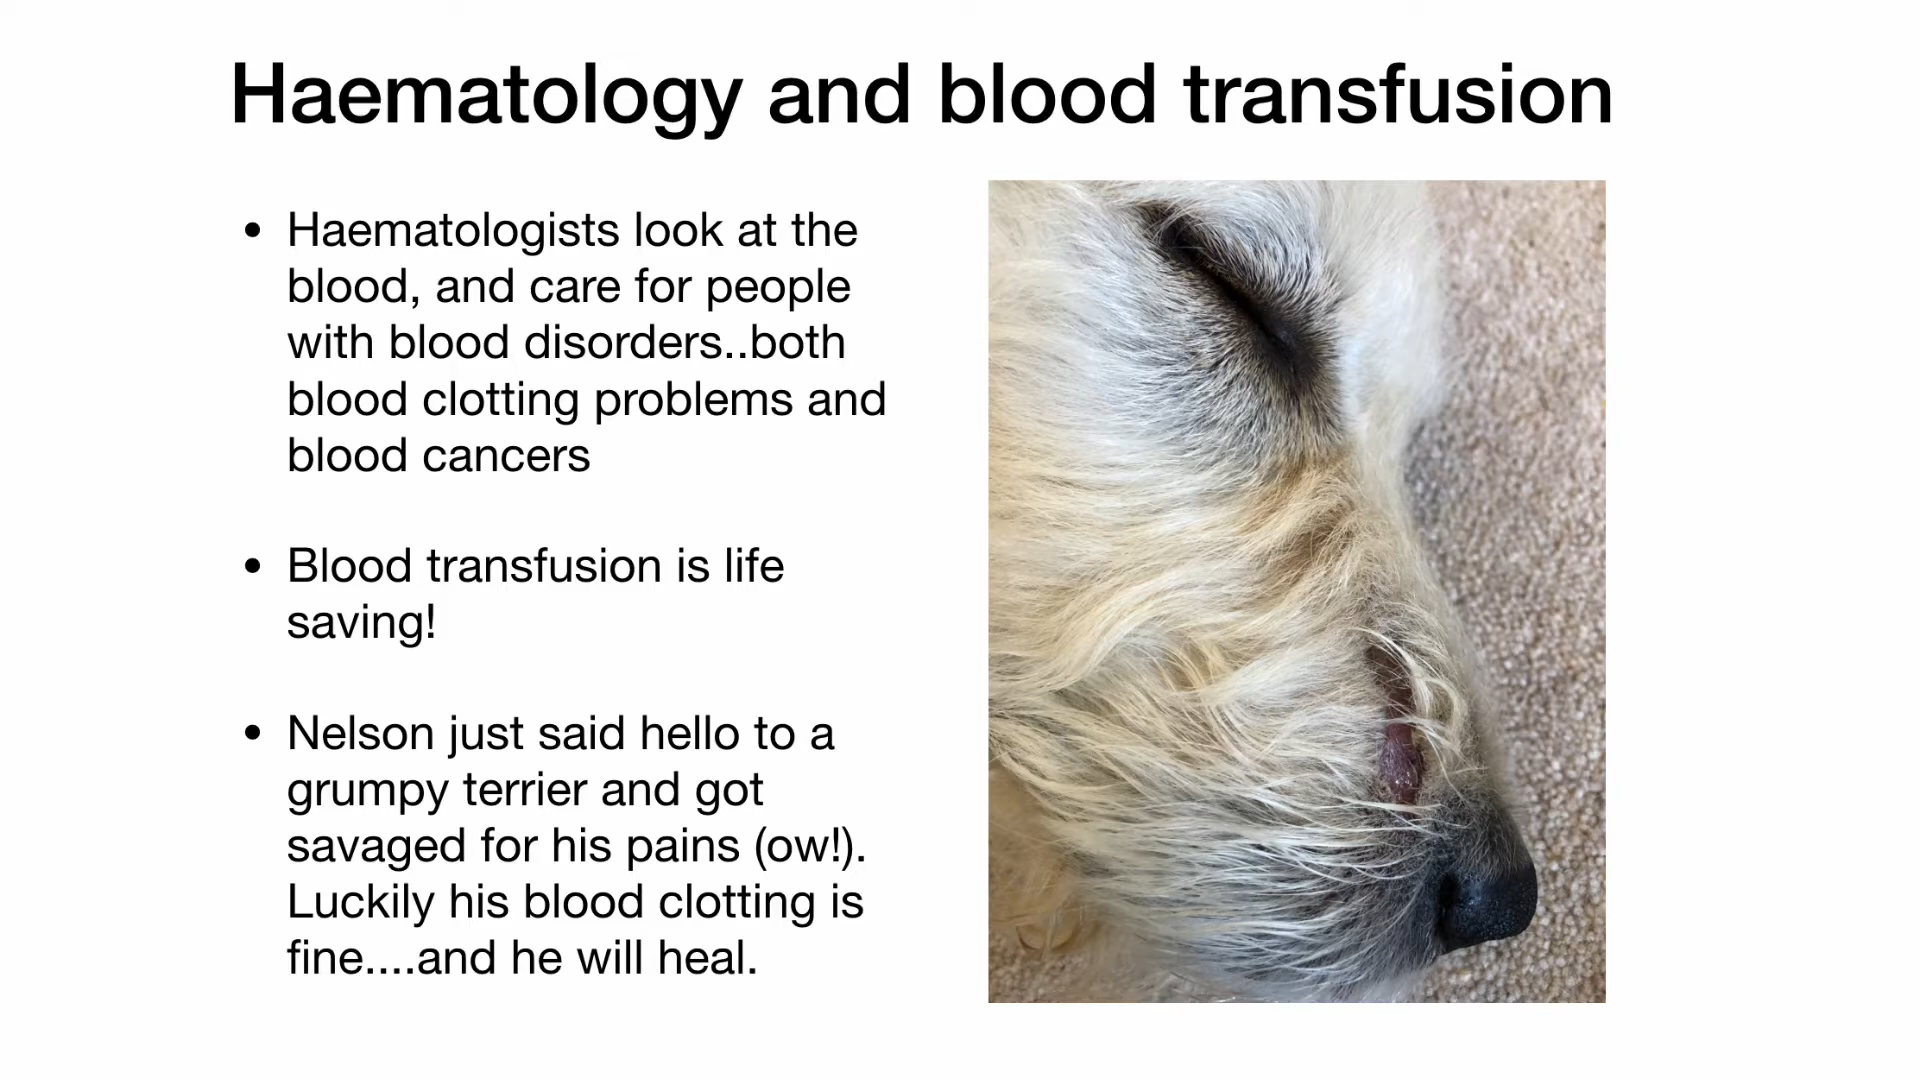 Haematology and blood transfusion
• Haematologists look at the
blood, and care for people
with blood disorders..both
blood clotting problems and
blood cancers
• Blood transfusion is life
saving!
• Nelson just said hello to a
grumpy terrier and got
savaged for his pains (ow!).
Luckily his blood clotting is
fine....and he will heal.